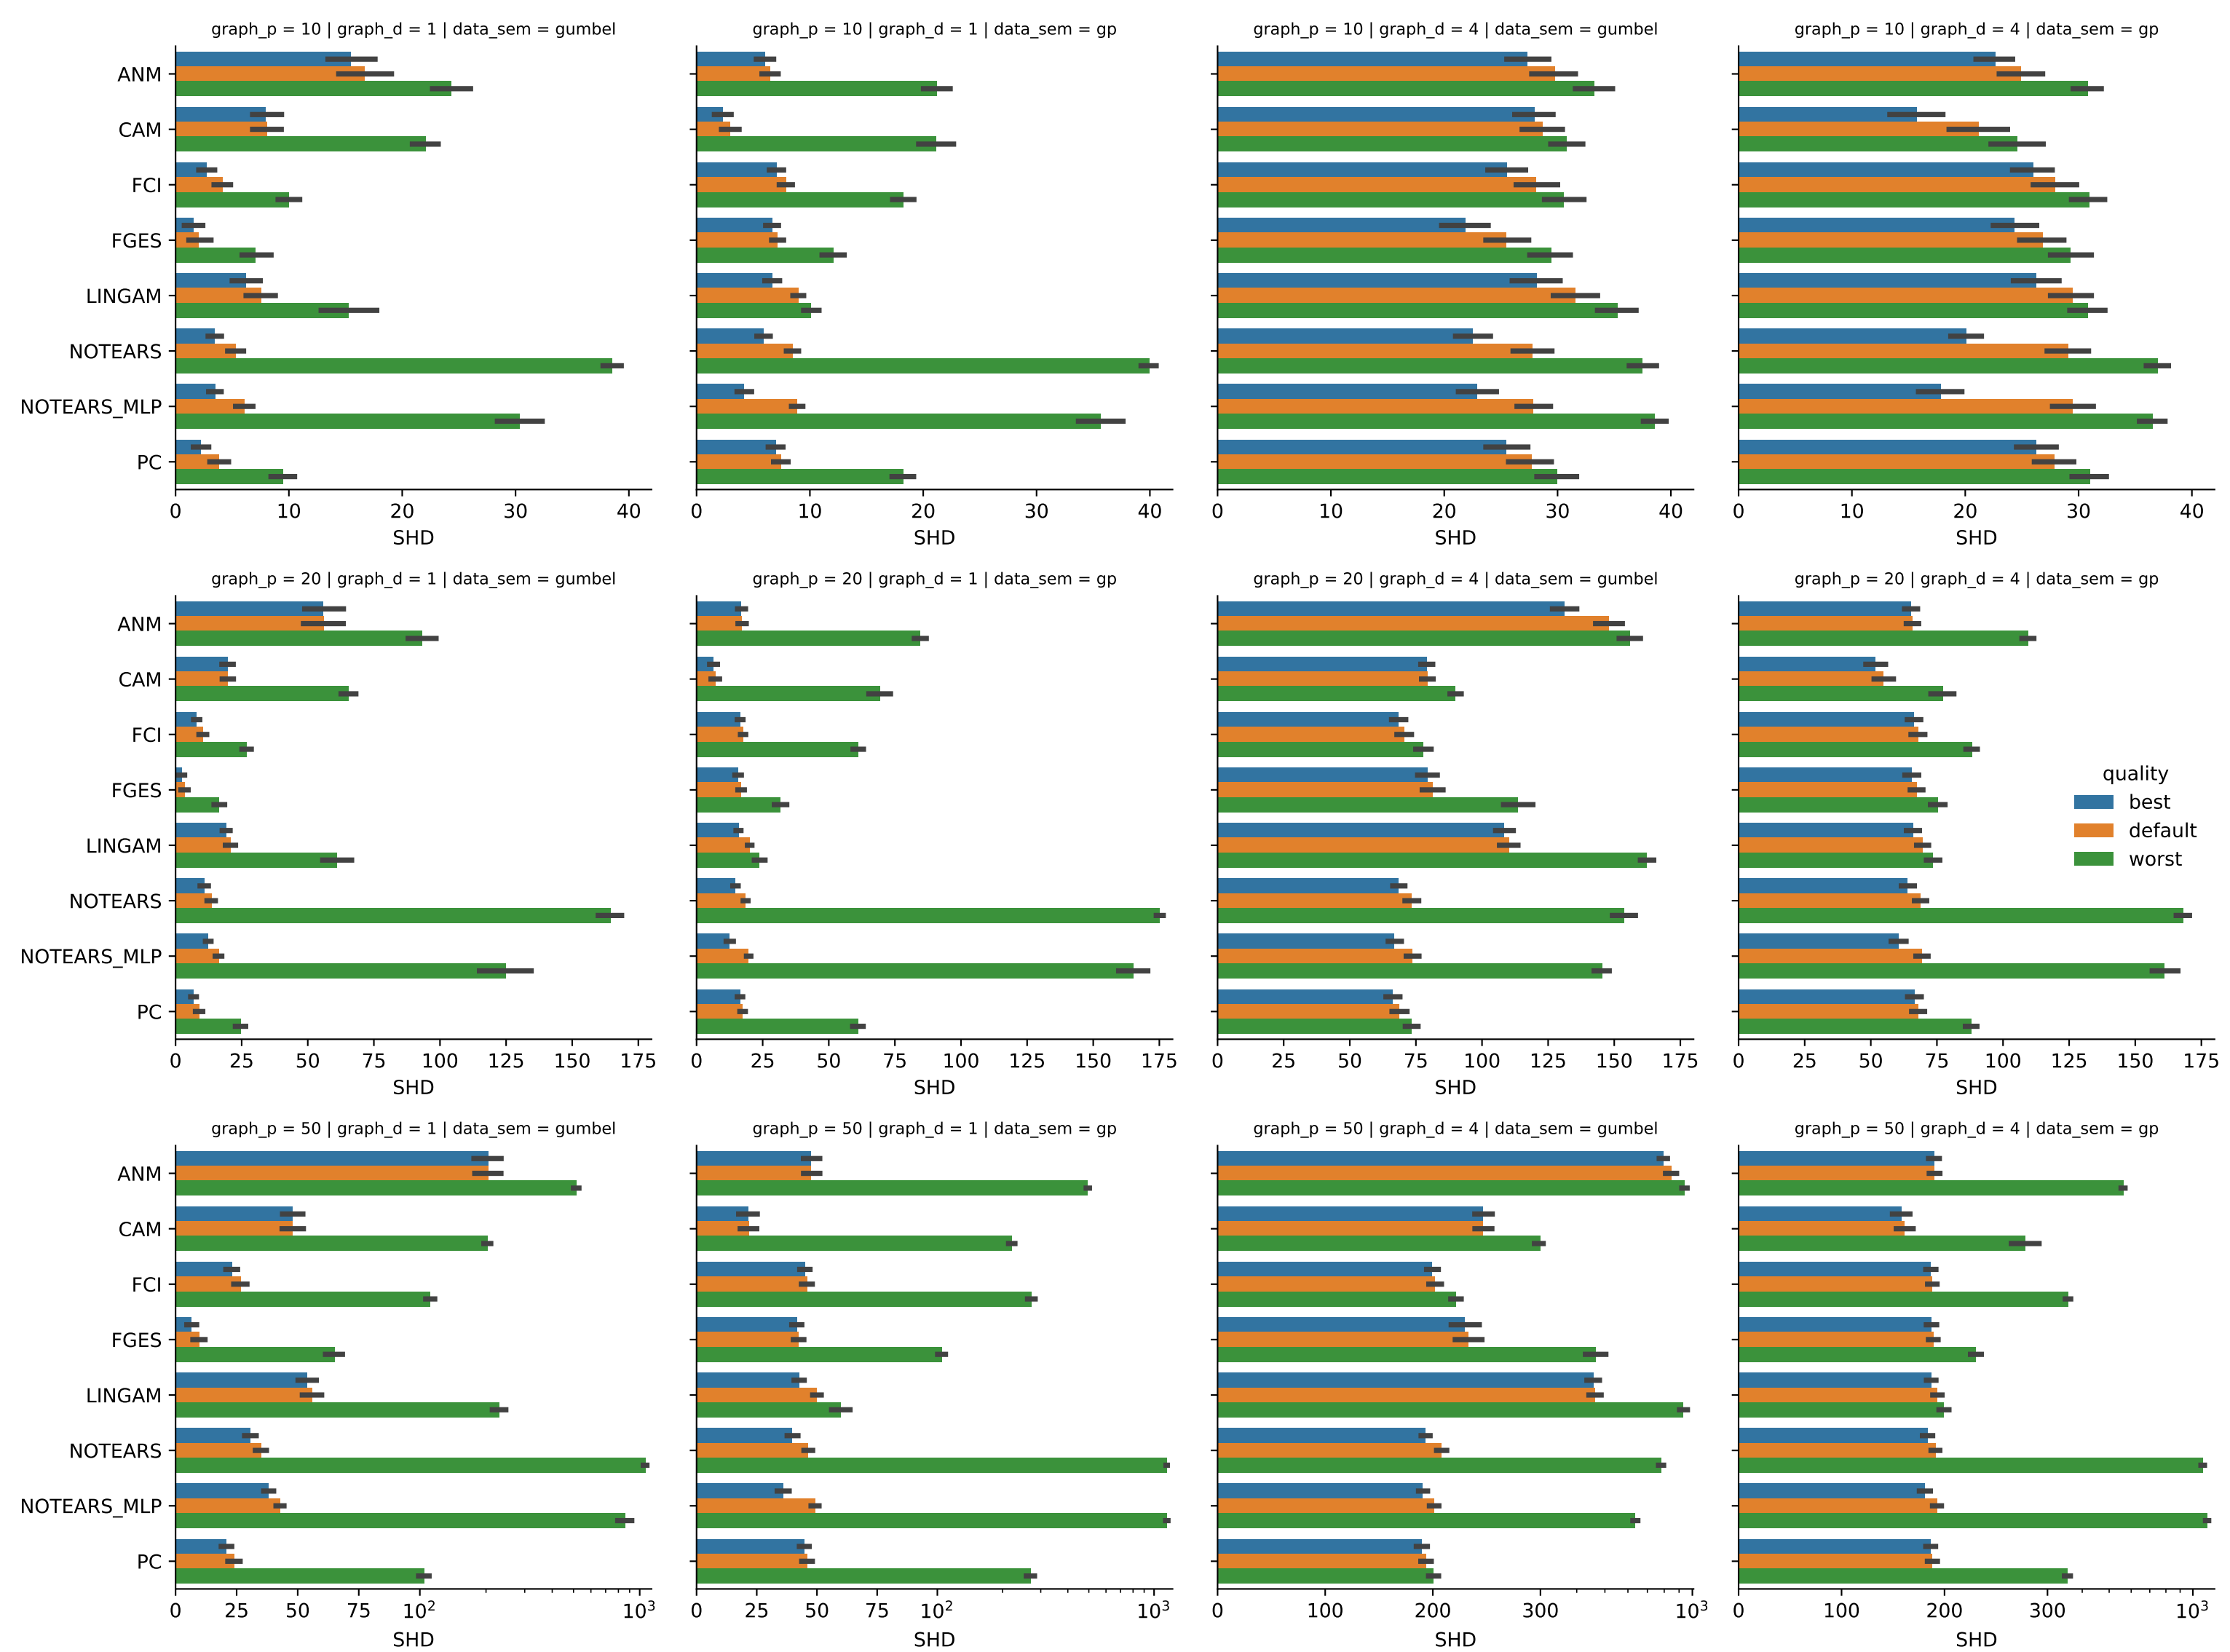 graph_p = 10 | graph_d = 1 | data_sem = gumbel
graph_p = 10 | graph_d = 1 | data_sem = gp
graph_p = 10 | graph_d = 4 | data_sem = gumbel
graph_p = 10 | graph_d = 4 | data_sem = gp
ANM
CAM
FCI
FGES
LINGAM
NOTEARS
NOTEARS_MLP
PC
0 10 20 30 40
0 10 20 30 40
0 10 20 30 40
0 10 20 30 40
SHD
SHD
SHD
SHD
graph_p = 20 | graph_d = 1 | data_sem = gumbel
graph_p = 20 | graph_d = 1 | data_sem = gp
graph_p = 20 | graph_d = 4 | data_sem = gumbel
graph_p = 20 | graph_d = 4 | data_sem = gp
ANM
CAM
FCI
FGES
LINGAM
NOTEARS
NOTEARS_MLP
PC
quality
best
default
worst
0 25 50 75 100 125 150 175
0 25 50 75 100 125 150 175
0 25 50 75 100 125 150 175
0 25 50 75 100 125 150 175
SHD
SHD
SHD
SHD
graph_p = 50 | graph_d = 1 | data_sem = gumbel
graph_p = 50 | graph_d = 1 | data_sem = gp
graph_p = 50 | graph_d = 4 | data_sem = gumbel
graph_p = 50 | graph_d = 4 | data_sem = gp
ANM
CAM
FCI
FGES
LINGAM
NOTEARS
NOTEARS_MLP
PC
0 25 50 75 10² 10³
0 25 50 75 10² 10³
0 100 200 300 10³
0 100 200 300 10³
SHD
SHD
SHD
SHD